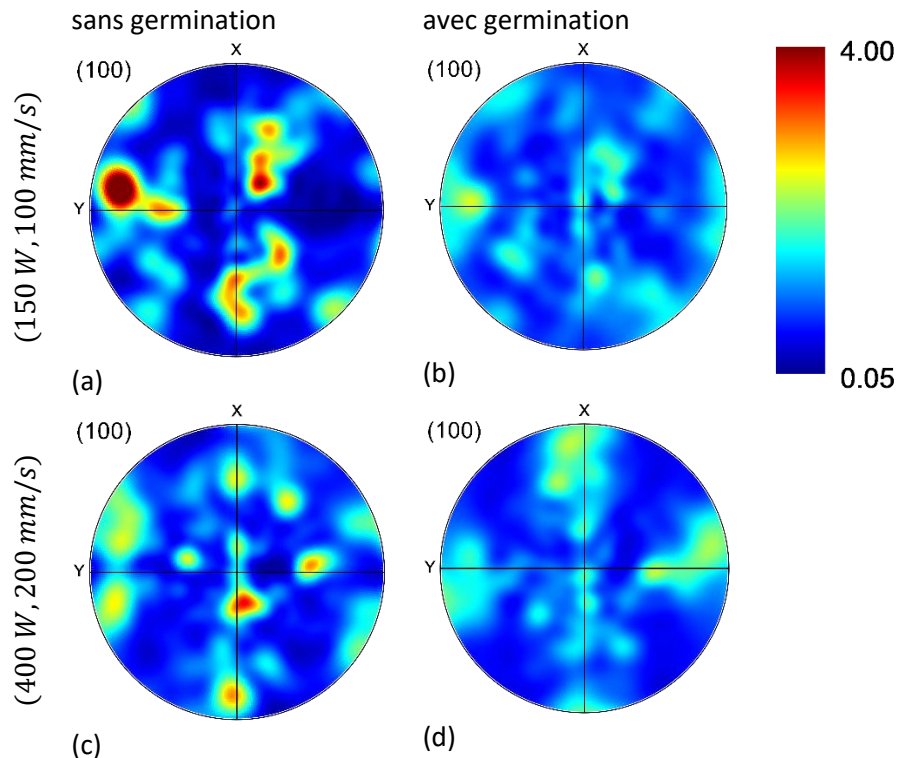 sans germination
avec germination
X
X
(100)
(100)
4.00
Y
Y
(150 W, 100 mm/s)
0.05
(a)
(b)
X
X
(100)
(100)
Y
Y
(400 W, 200 mm/s)
(c)
(d)